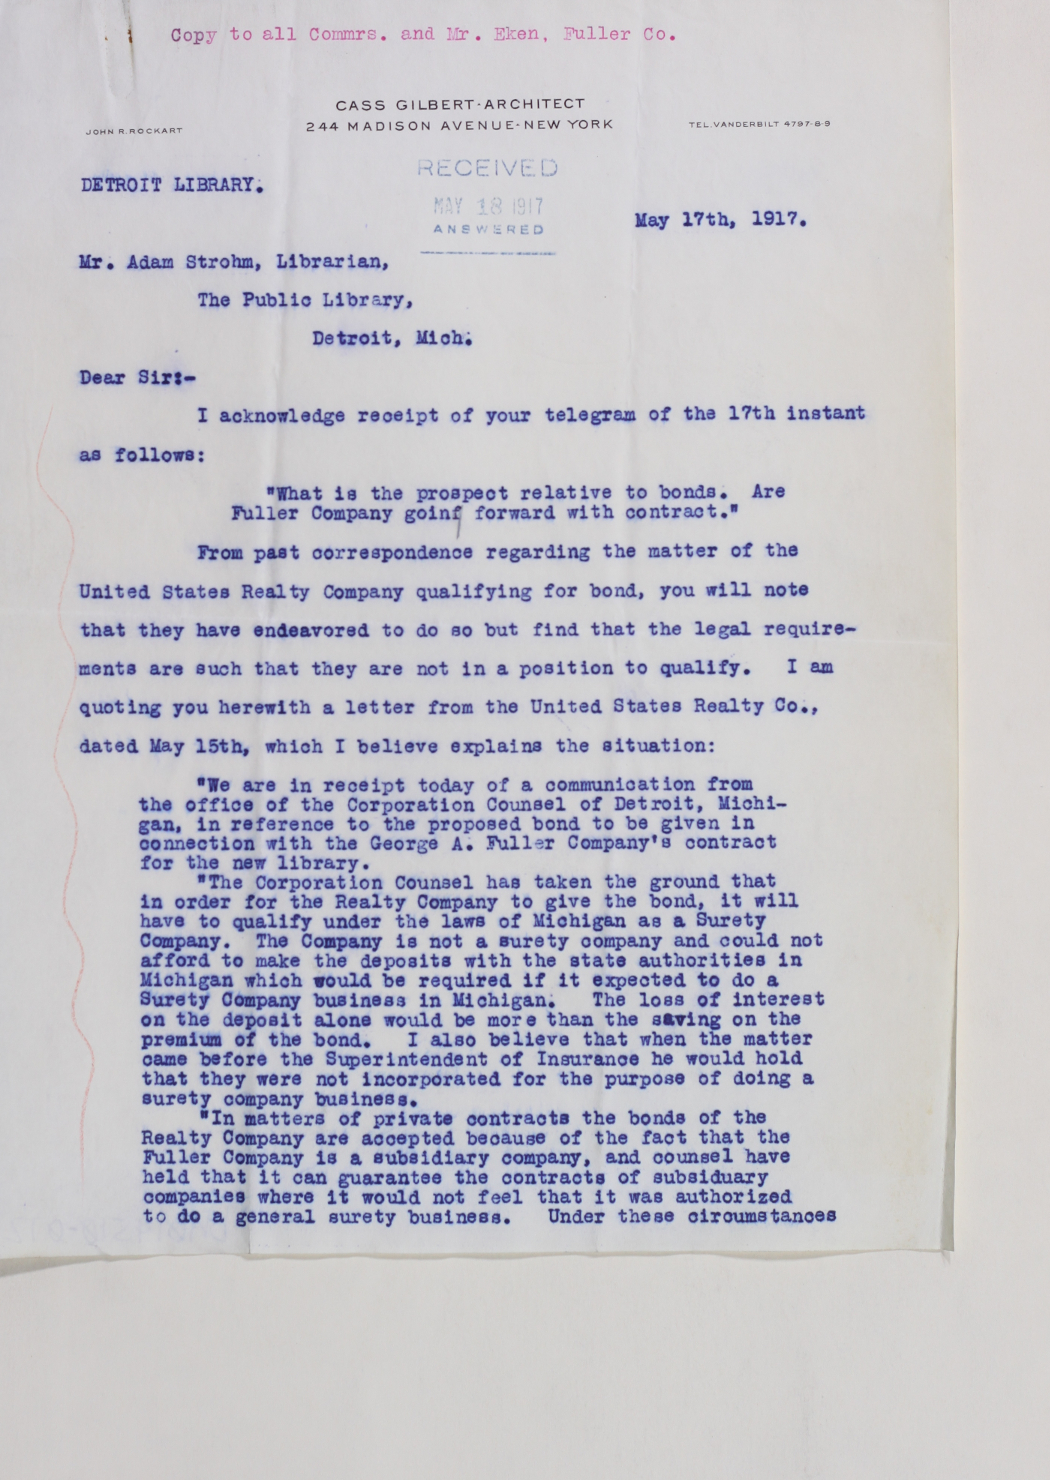 Copy to all Commrs. and Mr. Eken, Fuller Co.
CASS GILBERT-ARCHITECT
244 MADISON AVENUE-NEW YORK
JOHN R. ROCKART
TEL. VANDERBILT 4797-8-9
RECEIVED
MAY 18 1917
ANSWERED
DETROIT LIBRARY.
May 17th, 1917.
Mr. Adam Strohm, Librarian,
The Public Library,
Detroit, Mich.
Dear Sir:-
I acknowledge receipt of your telegram of the 17th instant
as follows:
"What is the prospect relative to bonds. Are
Fuller Company goinf forward with contract."
From past correspondence regarding the matter of the
United States Realty Company qualifying for bond, you will note
that they have endeavored to do so but find that the legal require-
ments are such that they are not in a position to qualify. I am
quoting you herewith a letter from the United States Realty Co.,
dated May 15th, which I believe explains the situation:
"We are in receipt today of a communication from
the office of the Corporation Counsel of Detroit, Michi-
gan, in reference to the proposed bond to be given in
connection with the George A. Fuller Company's contract
for the new library.
"The Corporation Counsel has taken the ground that
in order for the Realty Company to give the bond, it will
have to qualify under the laws of Michigan as a Surety
Company. The Company is not a surety company and could not
afford to make the deposits with the state authorities in
Michigan which would be required if it expected to do a
Surety Company business in Michigan. The loss of interest
on the deposit alone would be more than the saving on the
premium of the bond. I also believe that when the matter
came before the Superintendent of Insurance he would hold
that they were not incorporated for the purpose of doing a
surety company business.
"In matters of private contracts the bonds of the
Realty Company are accepted because of the fact that the
Fuller Company is a subsidiary company, and counsel have
held that it can guarantee the contracts of subsiduary
companies where it would not feel that it was authorized
to do a general surety business. Under these circumstances